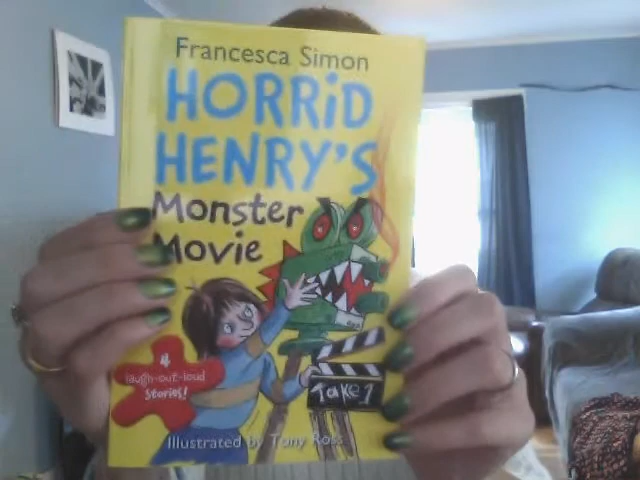 Francesca Simon
HORRiD
HENRY'S
Monster
Movie
4
laugh-out-loud
stories!
Take 1
Illustrated by Tony Ross